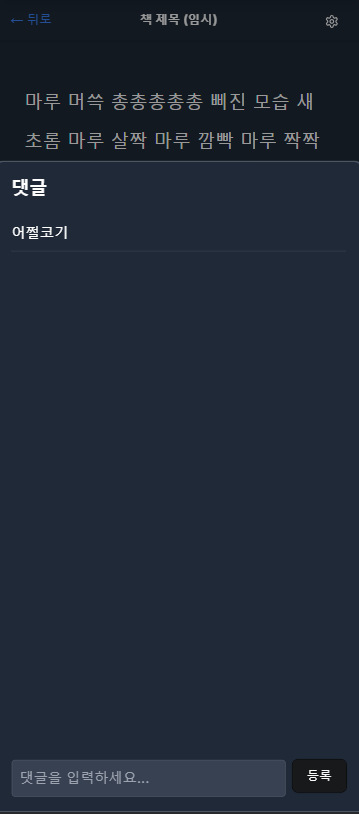 ← 뒤로
책 제목 (임시)
마루 머쓱 총총총총총 삐진 모습 새
초롬 마루 살짝 마루 깜빡 마루 짝짝
댓글
어쩔코기
댓글을 입력하세요...
등록